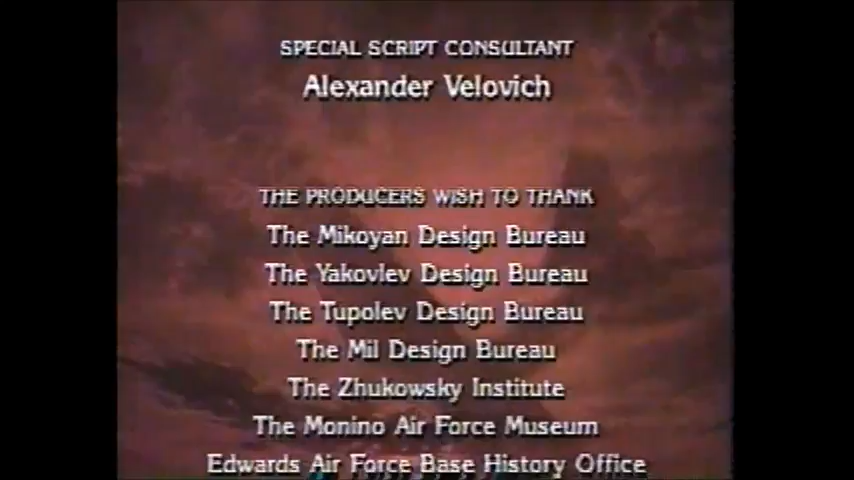 SPECIAL SCRIPT CONSULTANT
Alexander Velovich
THE PRODUCERS WISH TO THANK
The Mikoyan Design Bureau
The Yakovlev Design Bureau
The Tupolev Design Bureau
The Mil Design Bureau
The Zhukowsky Institute
The Monino Air Force Museum
Edwards Air Force Base History Office